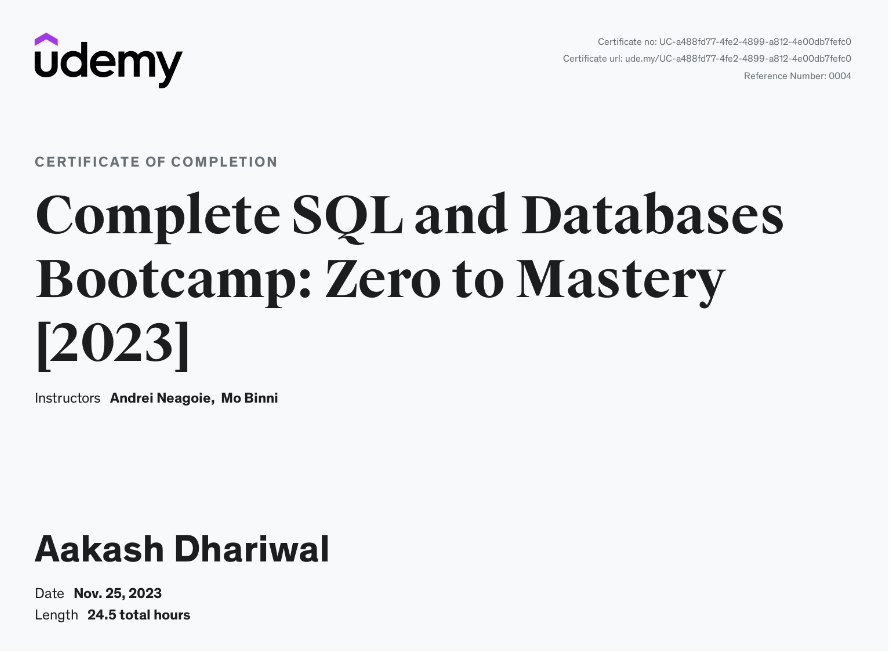 udemy
Certificate no: UC-a488fd77-4fe2-4899-a812-4e00db7fefc0
Certificate url: ude.my/UC-a488fd77-4fe2-4899-a812-4e00db7fefc0
Reference Number: 0004
CERTIFICATE OF COMPLETION
Complete SQL and Databases
Bootcamp: Zero to Mastery
[2023]
Instructors Andrei Neagoie, Mo Binni
Aakash Dhariwal
Date Nov. 25, 2023
Length 24.5 total hours